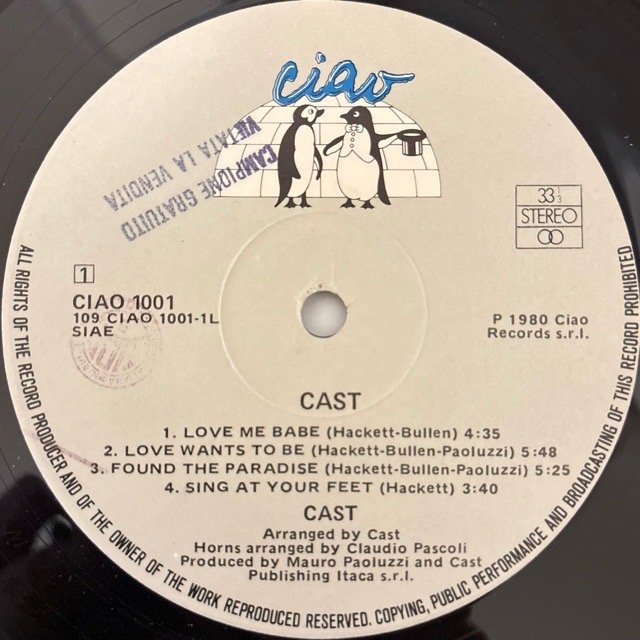 ciao
CAMPIONE GRATUITO
VIETATA LA VENDITA
33 1/3
STEREO
1
CIAO 1001
109 CIAO 1001-1L
SIAE
P 1980 Ciao
Records s.r.l.
CAST
1. LOVE ME BABE (Hackett-Bullen) 4:35
2. LOVE WANTS TO BE (Hackett-Bullen-Paoluzzi) 5:48
3. FOUND THE PARADISE (Hackett-Bullen-Paoluzzi) 5:25
4. SING AT YOUR FEET (Hackett) 3:40
CAST
Arranged by Cast
Horns arranged by Claudio Pascoli
Produced by Mauro Paoluzzi and Cast
Publishing Itaca s.r.l.
ALL RIGHTS OF THE RECORD PRODUCER AND OF THE OWNER OF THE WORK REPRODUCED RESERVED. COPYING, PUBLIC PERFORMANCE AND BROADCASTING OF THIS RECORD PROHIBITED